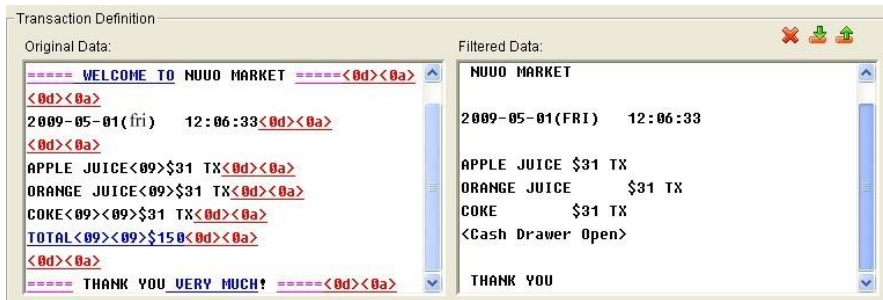 Transaction Definition
Original Data:
===== WELCOME TO NUUO MARKET =====<0d><0a>
<0d><0a>
2009-05-01(fri) 12:06:33<0d><0a>
<0d><0a>
APPLE JUICE<09>$31 TX<0d><0a>
ORANGE JUICE<09>$31 TX<0d><0a>
COKE<09><09>$31 TX<0d><0a>
TOTAL<09><09>$150<0d><0a>
<0d><0a>
===== THANK YOU VERY MUCH! =====<0d><0a>
Filtered Data:
NUUO MARKET
2009-05-01(FRI) 12:06:33
APPLE JUICE $31 TX
ORANGE JUICE $31 TX
COKE $31 TX
<Cash Drawer Open>
THANK YOU